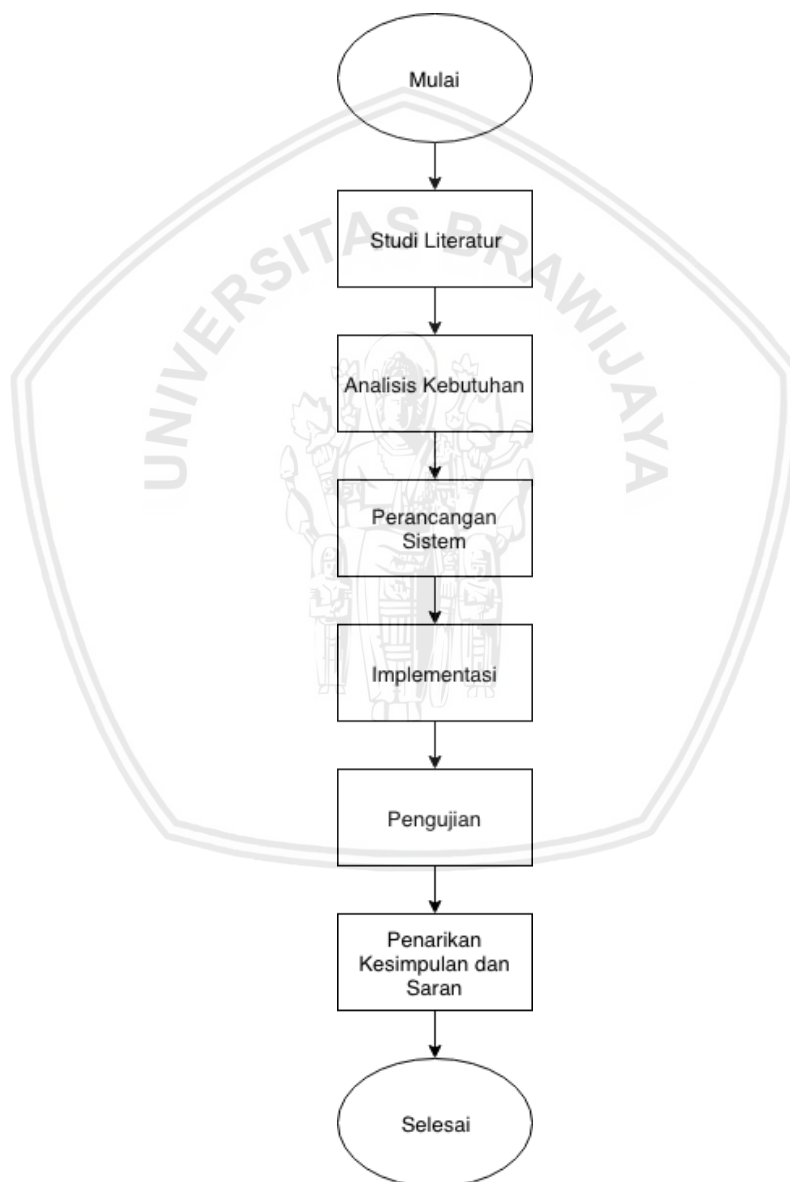 Mulai
UNIVERSITAS BRAWIJAYA
Studi Literatur
Analisis Kebutuhan
Perancangan
Sistem
Implementasi
Pengujian
Penarikan
Kesimpulan dan
Saran
Selesai